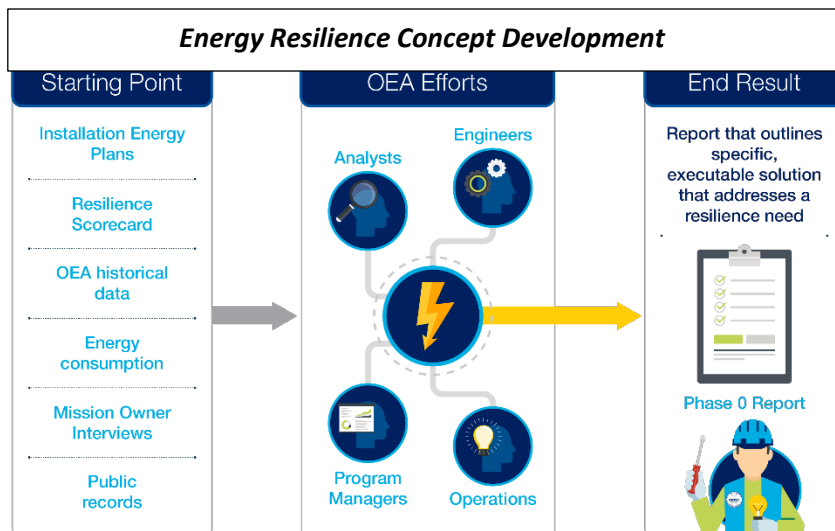 Energy Resilience Concept Development
Starting Point
Installation Energy
Plans
Resilience
Scorecard
OEA historical
data
Energy
consumption
Mission Owner
Interviews
Public
records
OEA Efforts
Analysts
Engineers
Program
Managers
Operations
End Result
Report that outlines
specific,
executable solution
that addresses a
resilience need
Phase 0 Report